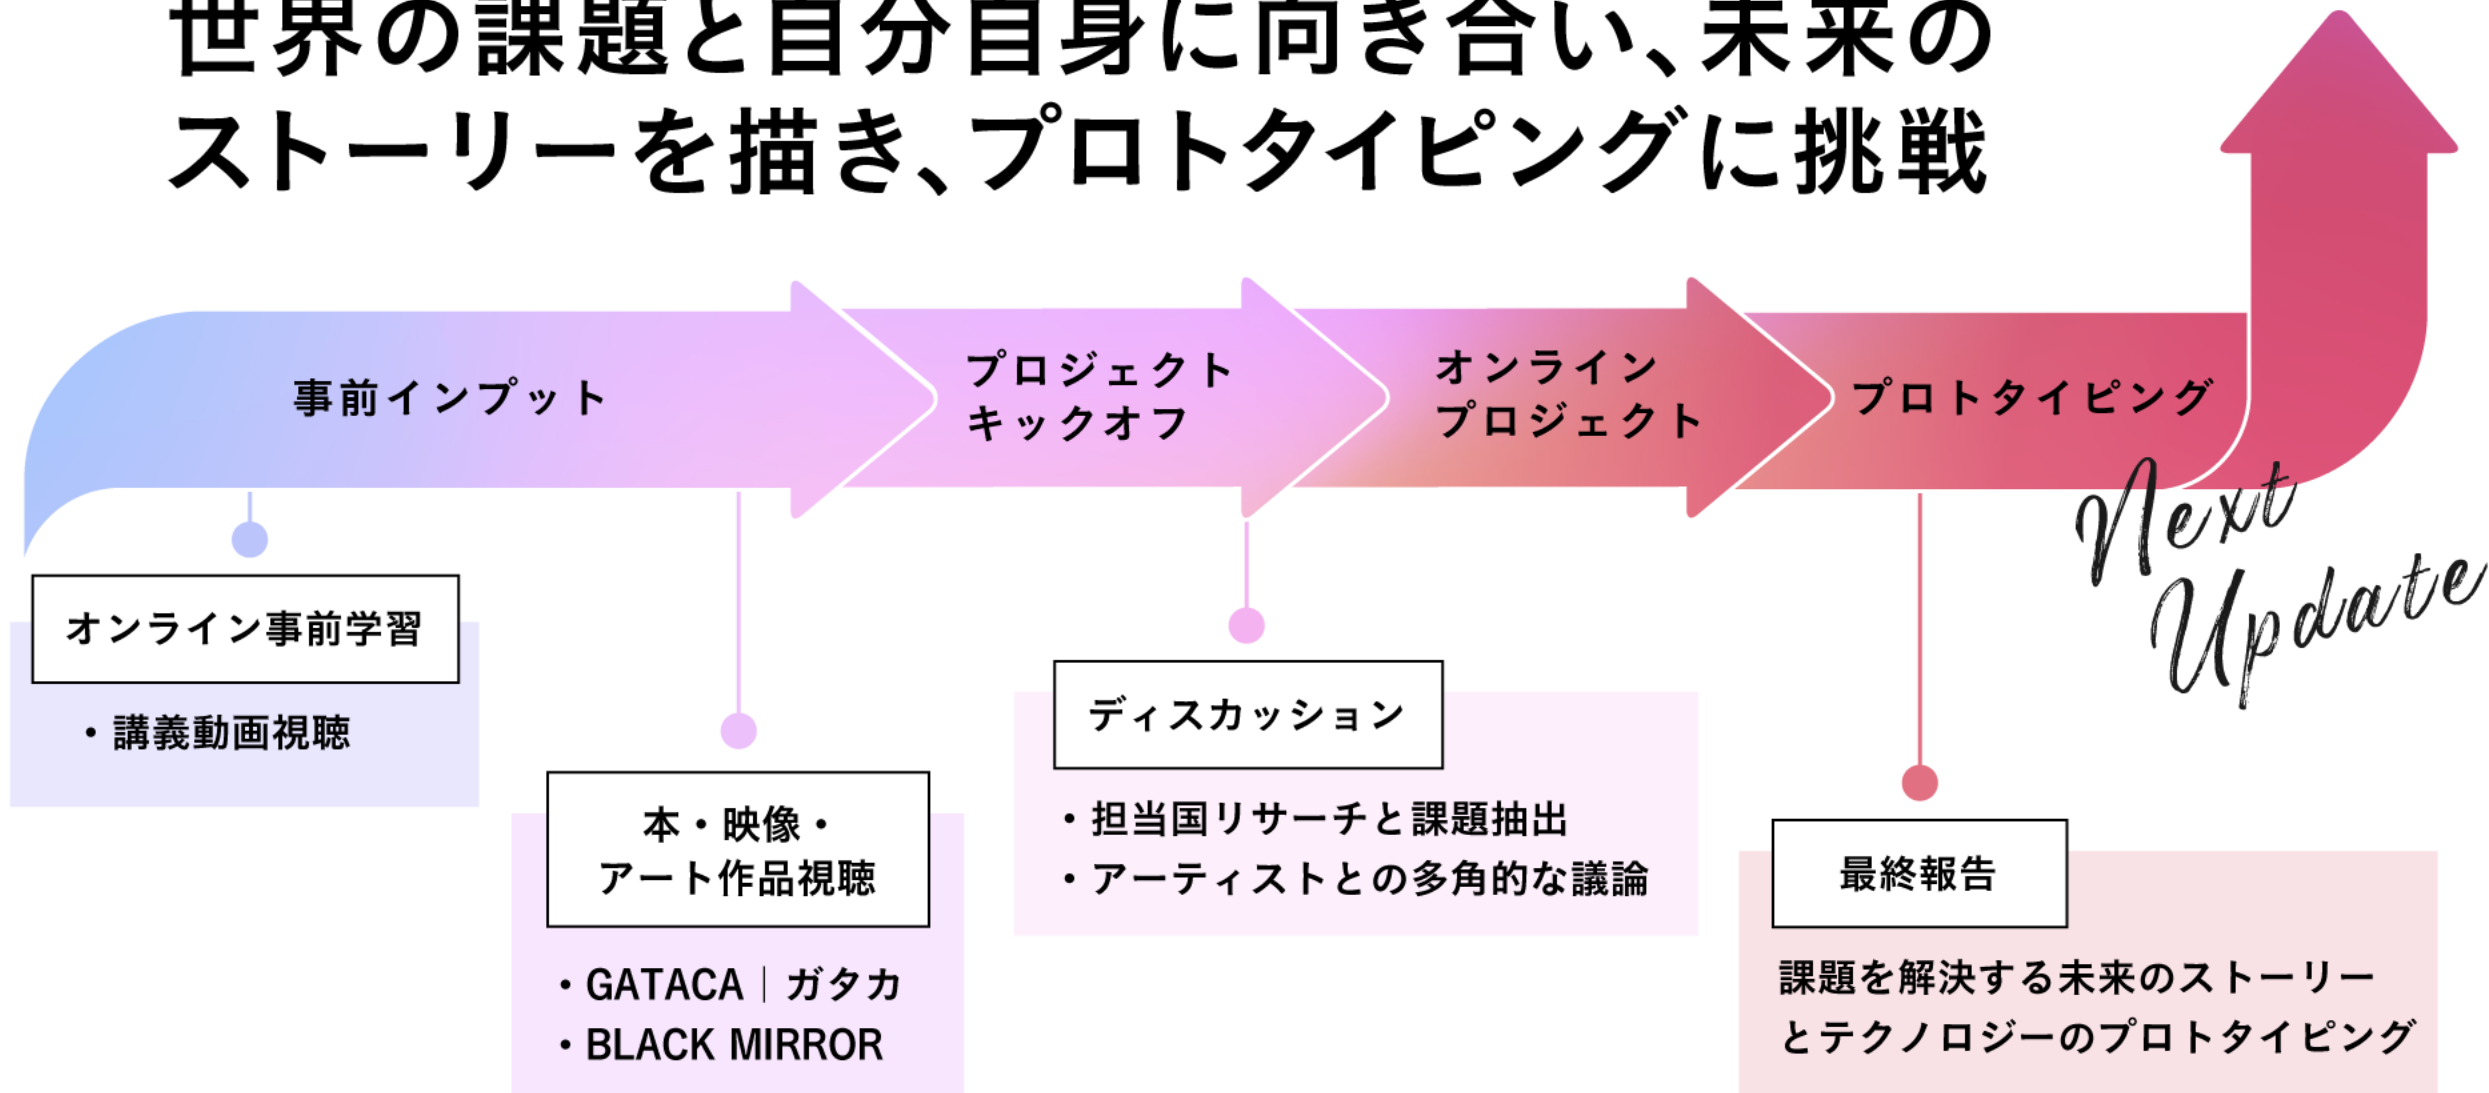 世界の課題と自分自身に向き合い、未来の
ストーリーを描き、プロトタイピングに挑戦
事前インプット
プロジェクト
キックオフ
オンライン
プロジェクト
プロトタイピング
Next
Update
オンライン事前学習
・講義動画視聴
本・映像・
アート作品視聴
・GATACA｜ガタカ
・BLACK MIRROR
ディスカッション
・担当国リサーチと課題抽出
・アーティストとの多角的な議論
最終報告
課題を解決する未来のストーリー
とテクノロジーのプロトタイピング